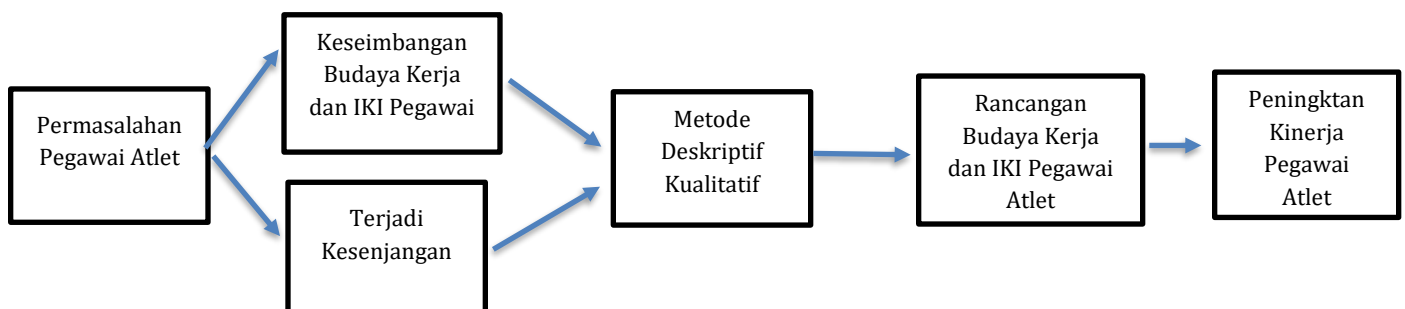 Permasalahan
Pegawai Atlet
Keseimbangan
Budaya Kerja
dan IKI Pegawai
Terjadi
Kesenjangan
Metode
Deskriptif
Kualitatif
Rancangan
Budaya Kerja
dan IKI Pegawai
Atlet
Peningktan
Kinerja
Pegawai
Atlet